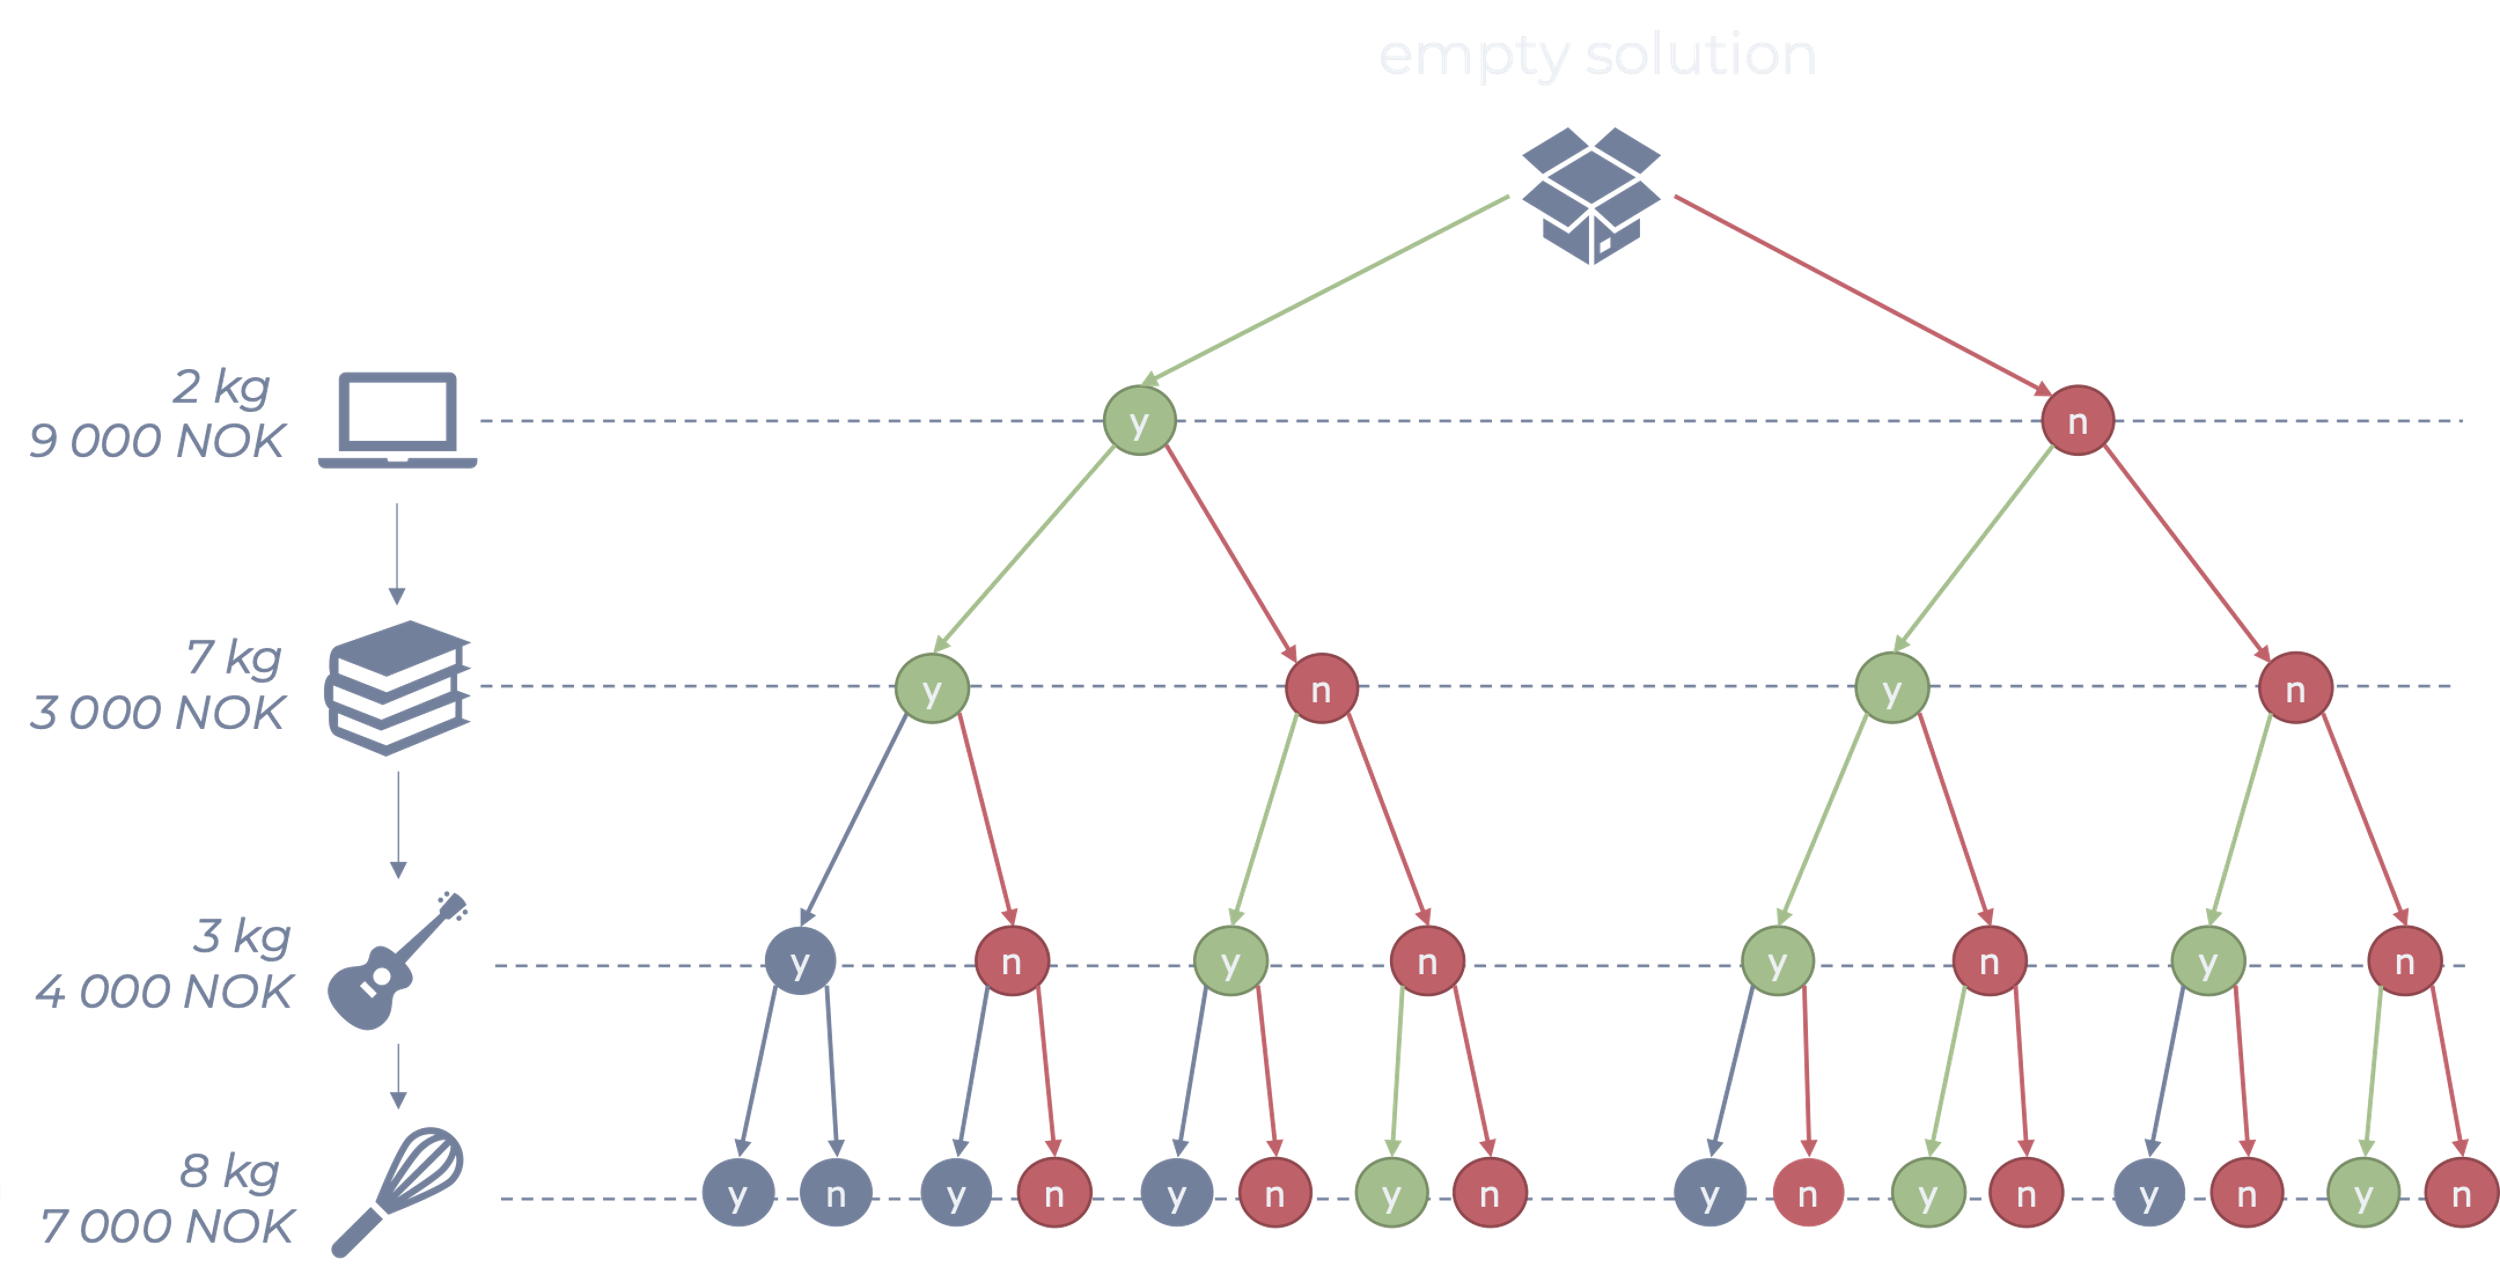 empty solution
2 kg
9 000 NOK
y n
7 kg
3 000 NOK
y n y n
3 kg
4 000 NOK
y n y n y n y n
8 kg
7 000 NOK
y n y n y n y n y n y n y n y n